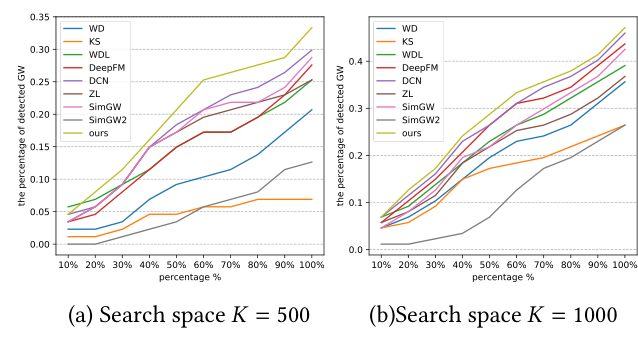 0.35
0.30
0.25
0.20
0.15
0.10
0.05
0.00
the percentage of detected GW
WD
KS
WDL
DeepFM
DCN
ZL
SimGW
SimGW2
ours
10% 20% 30% 40% 50% 60% 70% 80% 90% 100%
percentage %
(a) Search space K = 500
0.4
0.3
0.2
0.1
0.0
the percentage of detected GW
WD
KS
WDL
DeepFM
DCN
ZL
SimGW
SimGW2
ours
10% 20% 30% 40% 50% 60% 70% 80% 90% 100%
percentage %
(b)Search space K = 1000